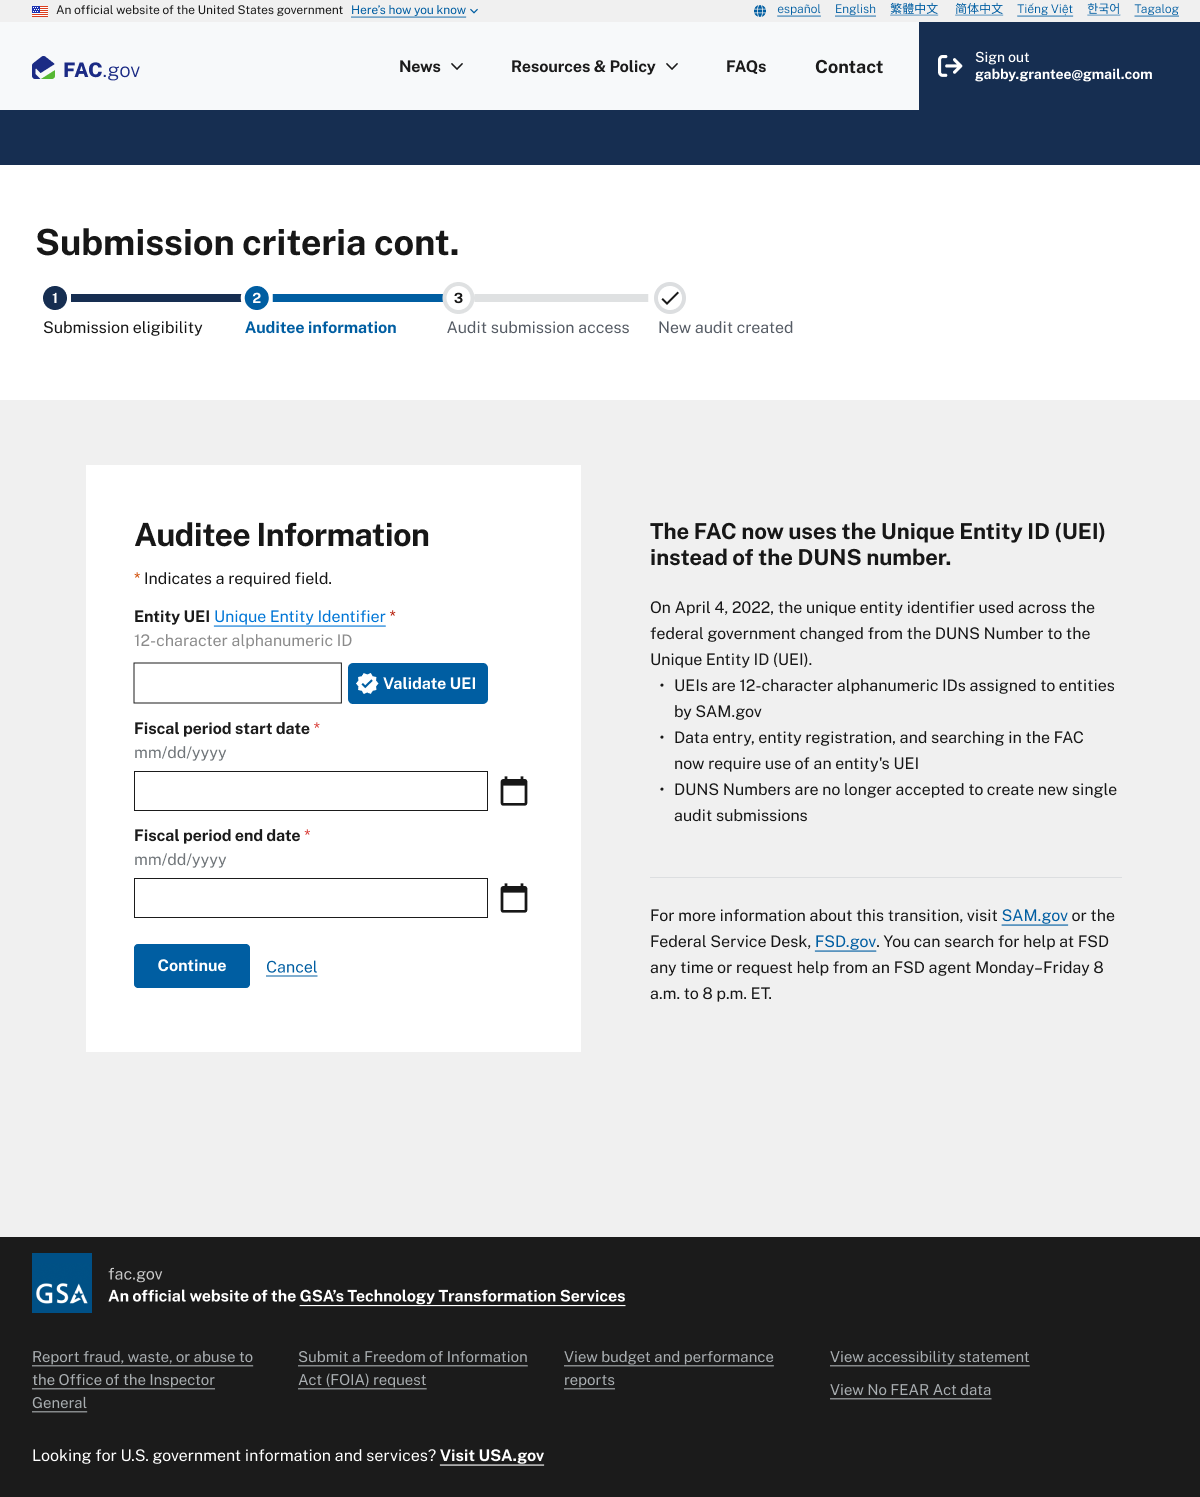 An official website of the United States government Here's how you know
español English 繁體中文 简体中文 Tiếng Việt 한국어 Tagalog
FAC.gov
News Resources & Policy FAQs Contact
Sign out
gabby.grantee@gmail.com
Submission criteria cont.
1 2 3
Submission eligibility Auditee information Audit submission access New audit created
Auditee Information
* Indicates a required field.
Entity UEI Unique Entity Identifier *
12-character alphanumeric ID
Validate UEI
Fiscal period start date *
mm/dd/yyyy
Fiscal period end date *
mm/dd/yyyy
Continue Cancel
The FAC now uses the Unique Entity ID (UEI)
instead of the DUNS number.
On April 4, 2022, the unique entity identifier used across the
federal government changed from the DUNS Number to the
Unique Entity ID (UEI).
• UEIs are 12-character alphanumeric IDs assigned to entities
by SAM.gov
• Data entry, entity registration, and searching in the FAC
now require use of an entity's UEI
• DUNS Numbers are no longer accepted to create new single
audit submissions
For more information about this transition, visit SAM.gov or the
Federal Service Desk, FSD.gov. You can search for help at FSD
any time or request help from an FSD agent Monday–Friday 8
a.m. to 8 p.m. ET.
GSA
fac.gov
An official website of the GSA's Technology Transformation Services
Report fraud, waste, or abuse to
the Office of the Inspector
General
Submit a Freedom of Information
Act (FOIA) request
View budget and performance
reports
View accessibility statement
View No FEAR Act data
Looking for U.S. government information and services? Visit USA.gov